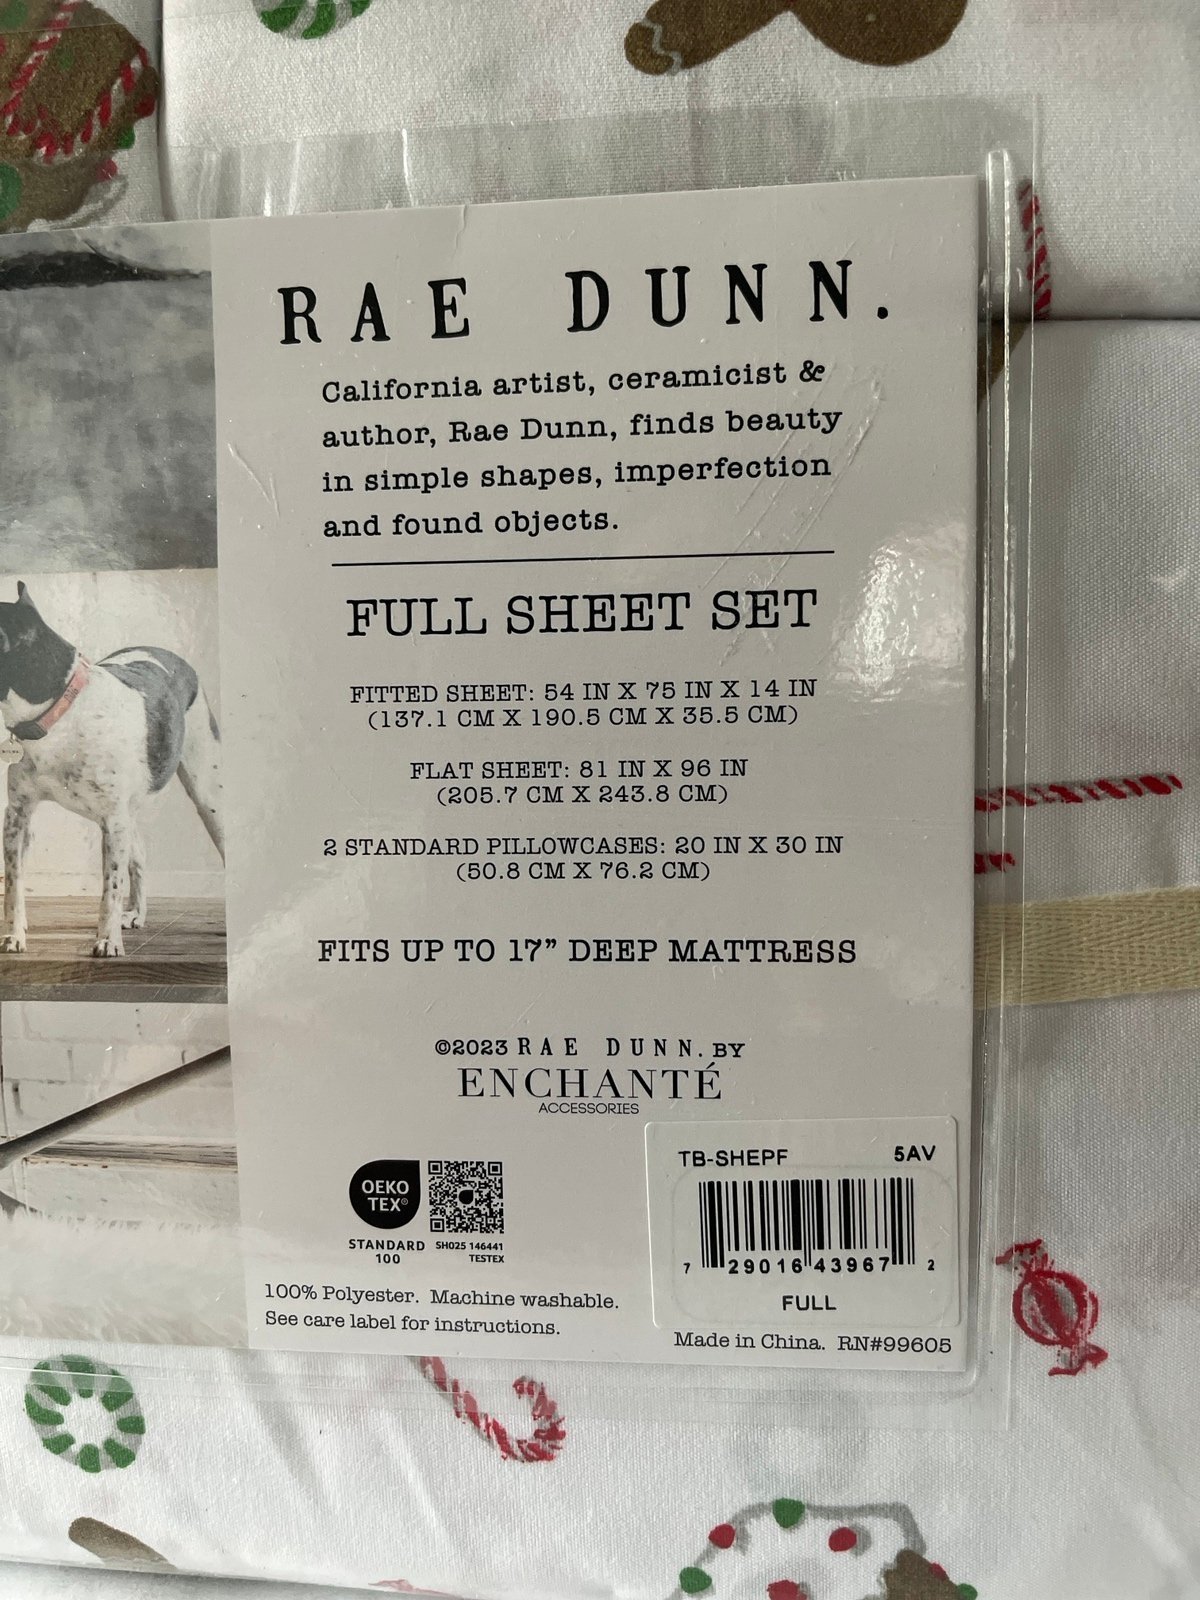 RAE DUNN.
California artist, ceramicist &
author, Rae Dunn, finds beauty
in simple shapes, imperfection
and found objects.
FULL SHEET SET
FITTED SHEET: 54 IN X 75 IN X 14 IN
(137.1 CM X 190.5 CM X 35.5 CM)
FLAT SHEET: 81 IN X 96 IN
(205.7 CM X 243.8 CM)
2 STANDARD PILLOWCASES: 20 IN X 30 IN
(50.8 CM X 76.2 CM)
FITS UP TO 17” DEEP MATTRESS
©2023 RAE DUNN. BY
ENCHANTÉ
ACCESSORIES
OEKO
TEX®
STANDARD
100
SH025 146441
TESTEX
100% Polyester. Machine washable.
See care label for instructions.
TB-SHEPF 5AV
7 29016 43967 2
FULL
Made in China. RN#99605